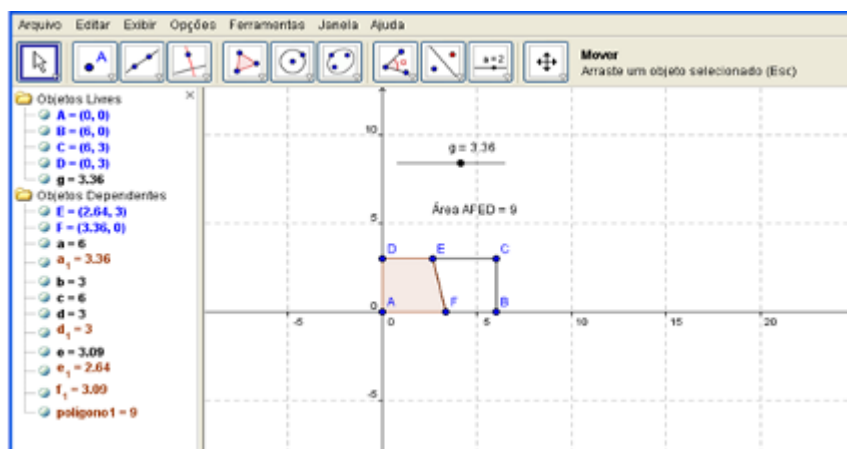 Arquivo Editar Exibir Opções Ferramentas Janela Ajuda
A
a=2
Mover
Arraste um objeto selecionado (Esc)
Objetos Livres
A = (0, 0)
B = (6, 0)
C = (6, 3)
D = (0, 3)
g = 3.36
Objetos Dependentes
E = (2.64, 3)
F = (3.36, 0)
a = 6
a₁ = 3.36
b = 3
c = 6
d = 3
d₁ = 3
e = 3.09
e₁ = 2.64
f₁ = 3.09
polígono1 = 9
10
g = 3.36
Área AFED = 9
5
D E C
A F B
0
-5 0 5 10 15 20
-5